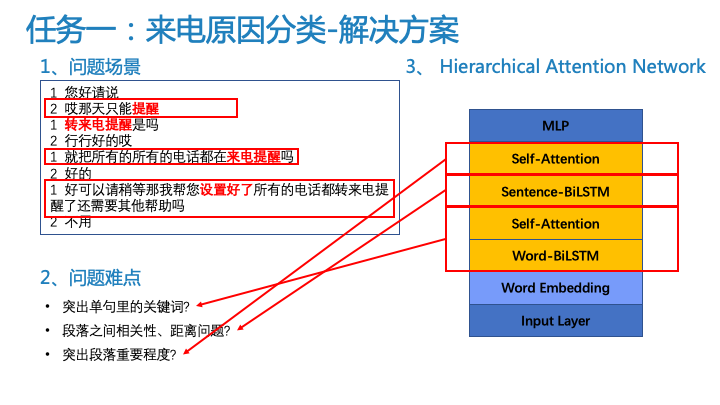 任务一：来电原因分类-解决方案
1、问题场景
1 您好请说
2 哎那天只能提醒
1 转来电提醒是吗
2 行行好的哎
1 就把所有的所有的电话都在来电提醒吗
2 好的
1 好可以请稍等那我帮您设置好了所有的电话都转来电提
醒了还需要其他帮助吗
2 不用
2、问题难点
• 突出单句里的关键词?
• 段落之间相关性、距离问题?
• 突出段落重要程度?
3、 Hierarchical Attention Network
MLP
Self-Attention
Sentence-BiLSTM
Self-Attention
Word-BiLSTM
Word Embedding
Input Layer